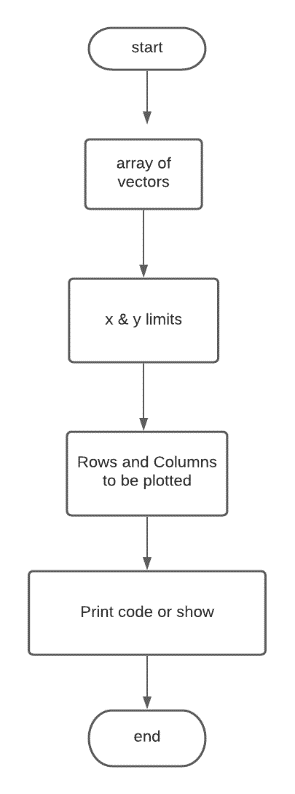 start
array of
vectors
x & y limits
Rows and Columns
to be plotted
Print code or show
end